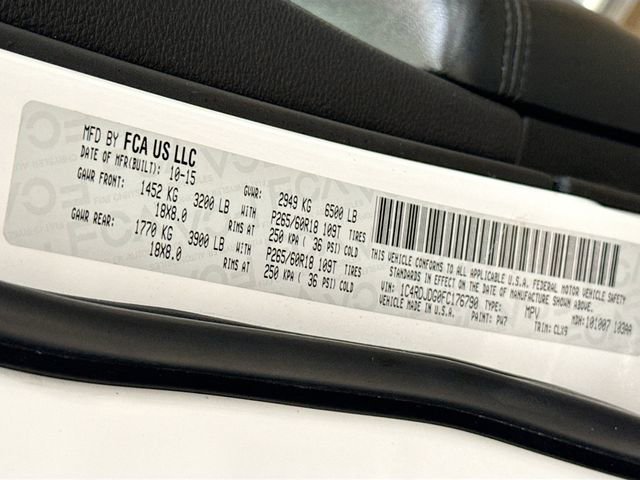 MFD BY FCA US LLC
DATE OF MFR(BUILT): 10-15 GVWR: 2949 KG 6500 LB
GAWR FRONT: 1452 KG 3200 LB WITH P265/60R18 109T TIRES
18X8.0 RIMS AT 250 KPA ( 36 PSI) COLD
GAWR REAR: 1770 KG 3900 LB WITH P265/60R18 109T TIRES
18X8.0 RIMS AT 250 KPA ( 36 PSI) COLD
THIS VEHICLE CONFORMS TO ALL APPLICABLE U.S.A. FEDERAL MOTOR VEHICLE SAFETY
STANDARDS IN EFFECT ON THE DATE OF MANUFACTURE SHOWN ABOVE.
VIN: 1C4RDJDG0FC176790 TYPE: MPV
VEHICLE MADE IN U.S.A. PAINT: PW7 MDH: 101007 103AA
TRIM: CLX9